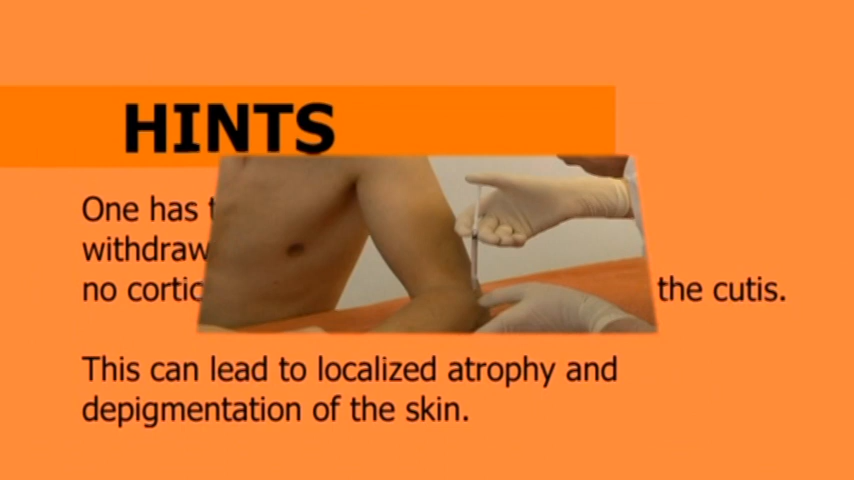 HINTS
One has
withdraw
no cortic
the cutis.
This can lead to localized atrophy and
depigmentation of the skin.